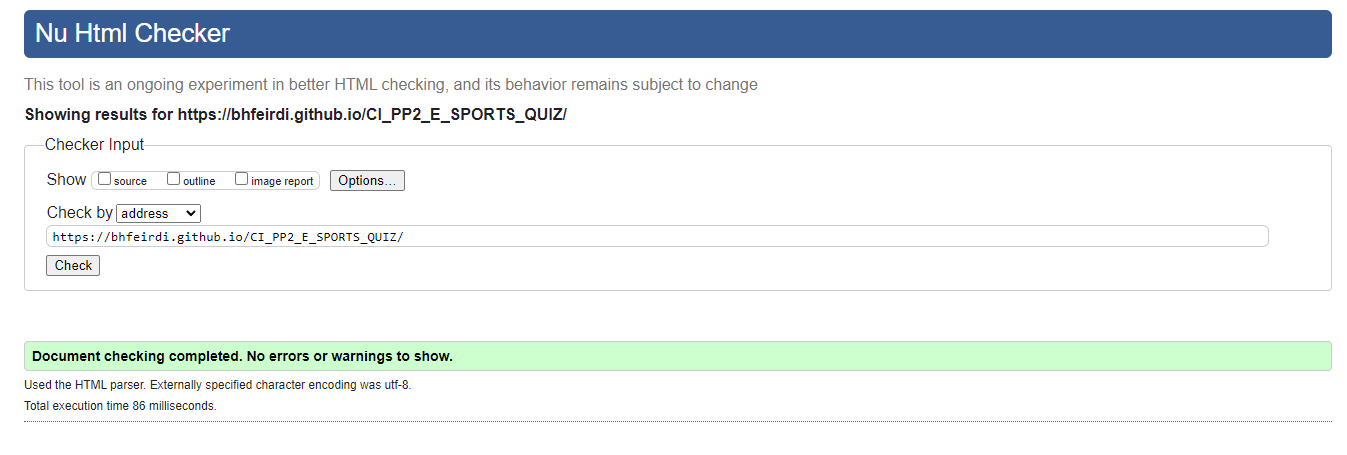 Nu Html Checker
This tool is an ongoing experiment in better HTML checking, and its behavior remains subject to change
Showing results for https://bhfeirdi.github.io/CI_PP2_E_SPORTS_QUIZ/
Checker Input
Show source outline image report Options...
Check by address
https://bhfeirdi.github.io/CI_PP2_E_SPORTS_QUIZ/
Check
Document checking completed. No errors or warnings to show.
Used the HTML parser. Externally specified character encoding was utf-8.
Total execution time 86 milliseconds.